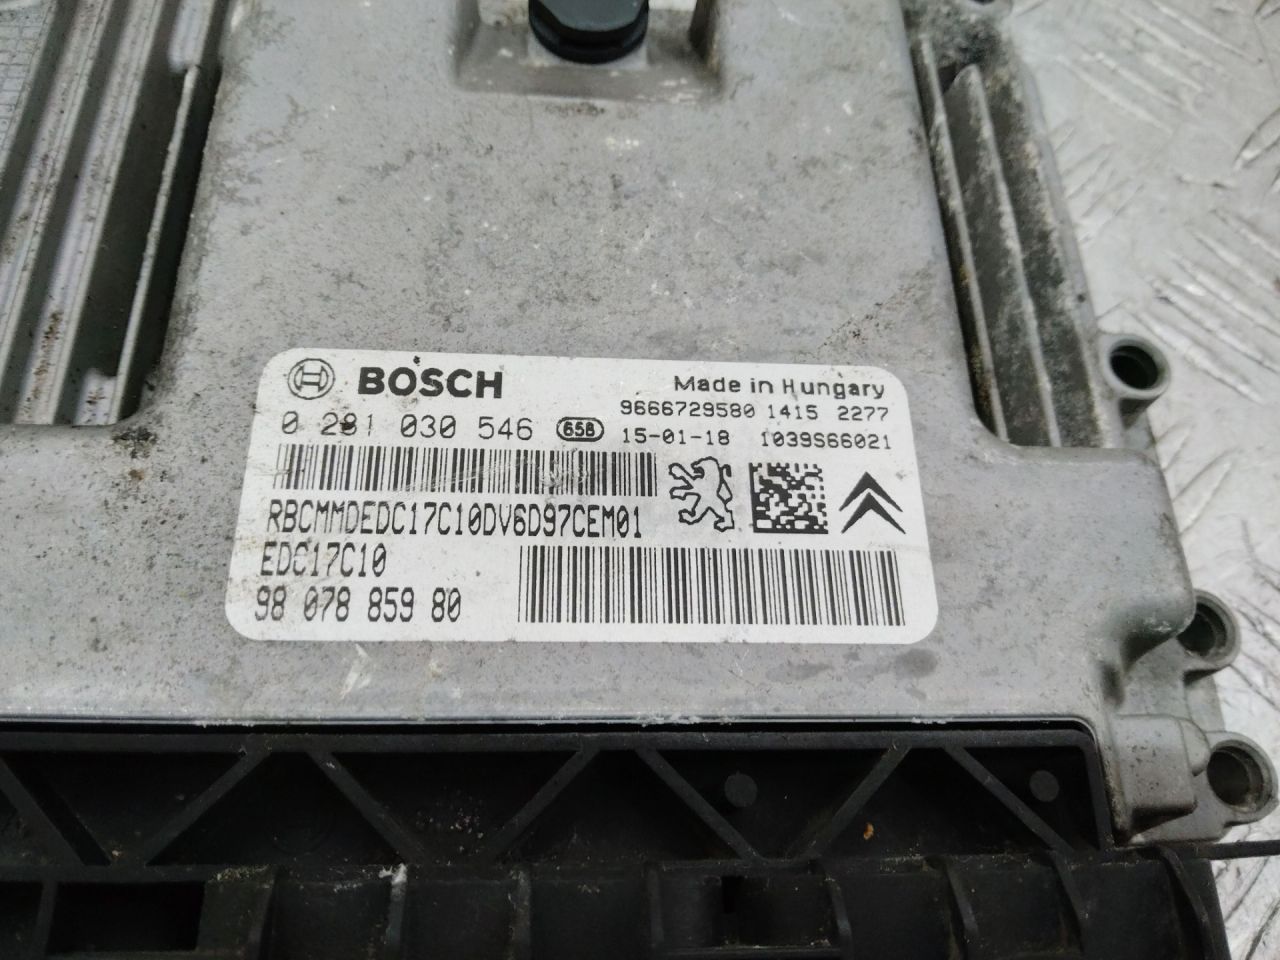 BOSCH
Made in Hungary
9666729580 1415 2277
0 281 030 546 65B 15-01-18 1039S66021
RBCMMDEDC17C10DV6D97CEM01
EDC17C10
98 078 859 80